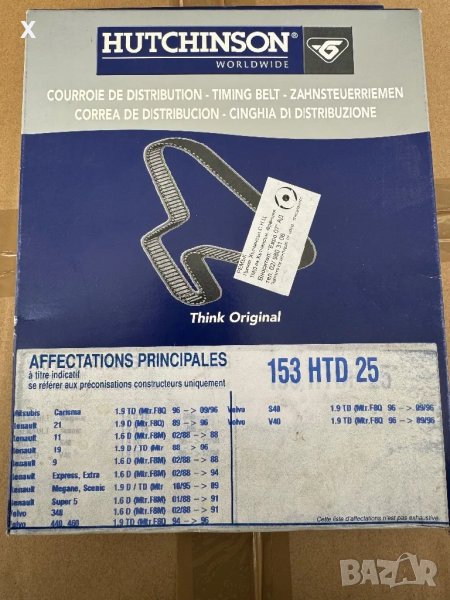 X
HUTCHINSON®
WORLDWIDE
COURROIE DE DISTRIBUTION - TIMING BELT - ZAHNSTEUERRIEMEN
CORREA DE DISTRIBUCION - CINGHIA DI DISTRIBUZIONE
Think Original
AFFECTATIONS PRINCIPALES
à titre indicatif
se référer aux préconisations constructeurs uniquement
153 HTD 25
Carisma 1.9 TD (Mtr.F8Q) 96 -> 09/96
Renault 21 1.9 TD (Mtr.F8Q) 89 -> 96
Renault 11 1.6 D (Mtr.F8M) 02/88 -> 88
Renault 19 1.9 D / TD (Mtr 88 -> 96
Renault 9 1.6 D (Mtr.F8M) 02/88 -> 88
Renault Express, Extra 1.6 D (Mtr.F8M) 02/88 -> 94
Renault Megane, Scenic 1.9 D / TD (Mtr 10/95 -> 09
Renault Super 5 1.6 D (Mtr.F8M) 01/88 -> 91
Volvo 340 1.6 D (Mtr.F8M) 02/88 -> 91
Volvo 440, 460 1.9 TD (Mtr.F8Q) 94 -> 96
Volvo S40 1.9 TD (Mtr.F8Q 96 -> 09/96
Volvo V40 1.9 TD (Mtr.F8Q 96 -> 09/96
Cette liste d'affectations n'est pas exhaustive
BAZAR